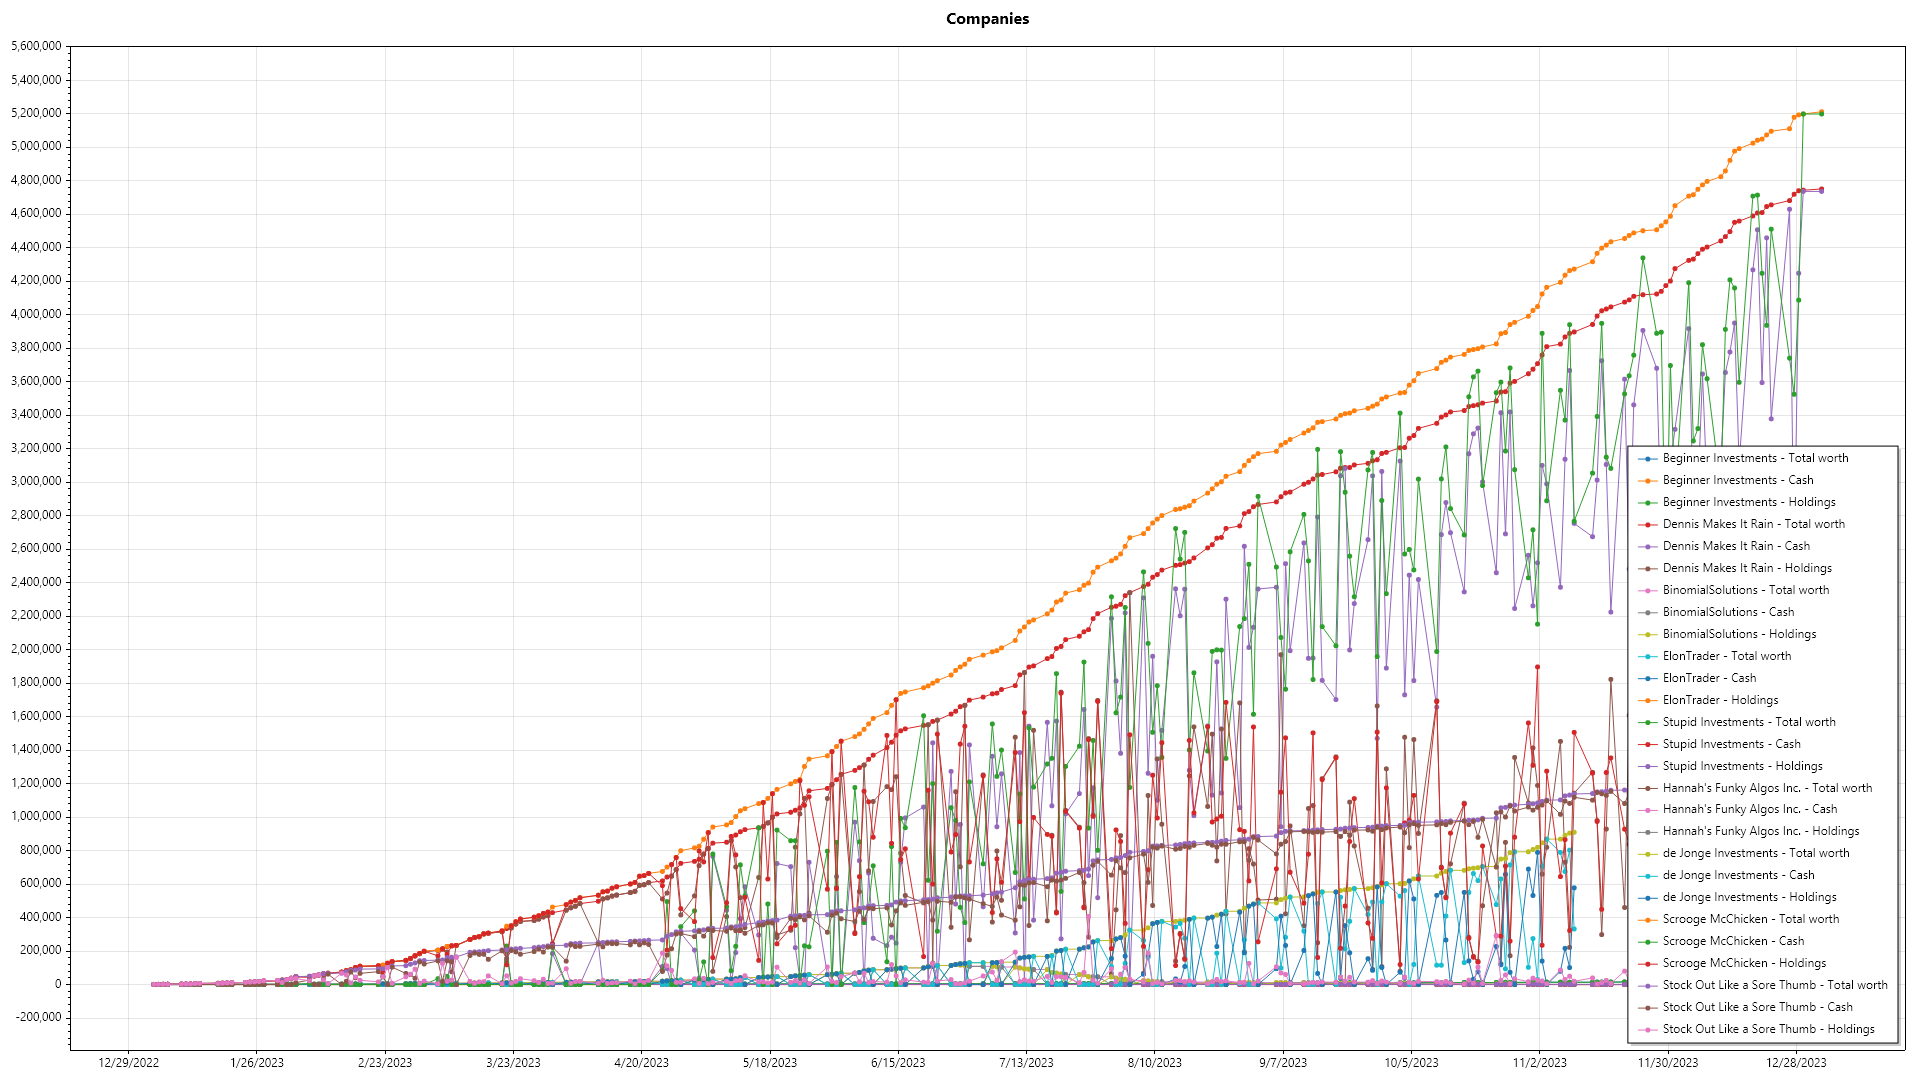 Companies
5,600,000
5,400,000
5,200,000
5,000,000
4,800,000
4,600,000
4,400,000
4,200,000
4,000,000
3,800,000
3,600,000
3,400,000
3,200,000
3,000,000
2,800,000
2,600,000
2,400,000
2,200,000
2,000,000
1,800,000
1,600,000
1,400,000
1,200,000
1,000,000
800,000
600,000
400,000
200,000
0
-200,000
Beginner Investments - Total worth
Beginner Investments - Cash
Beginner Investments - Holdings
Dennis Makes It Rain - Total worth
Dennis Makes It Rain - Cash
Dennis Makes It Rain - Holdings
BinomialSolutions - Total worth
BinomialSolutions - Cash
BinomialSolutions - Holdings
ElonTrader - Total worth
ElonTrader - Cash
ElonTrader - Holdings
Stupid Investments - Total worth
Stupid Investments - Cash
Stupid Investments - Holdings
Hannah's Funky Algos Inc. - Total worth
Hannah's Funky Algos Inc. - Cash
Hannah's Funky Algos Inc. - Holdings
de Jonge Investments - Total worth
de Jonge Investments - Cash
de Jonge Investments - Holdings
Scrooge McChicken - Total worth
Scrooge McChicken - Cash
Scrooge McChicken - Holdings
Stock Out Like a Sore Thumb - Total worth
Stock Out Like a Sore Thumb - Cash
Stock Out Like a Sore Thumb - Holdings
12/29/2022 1/26/2023 2/23/2023 3/23/2023 4/20/2023 5/18/2023 6/15/2023 7/13/2023 8/10/2023 9/7/2023 10/5/2023 11/2/2023 11/30/2023 12/28/2023